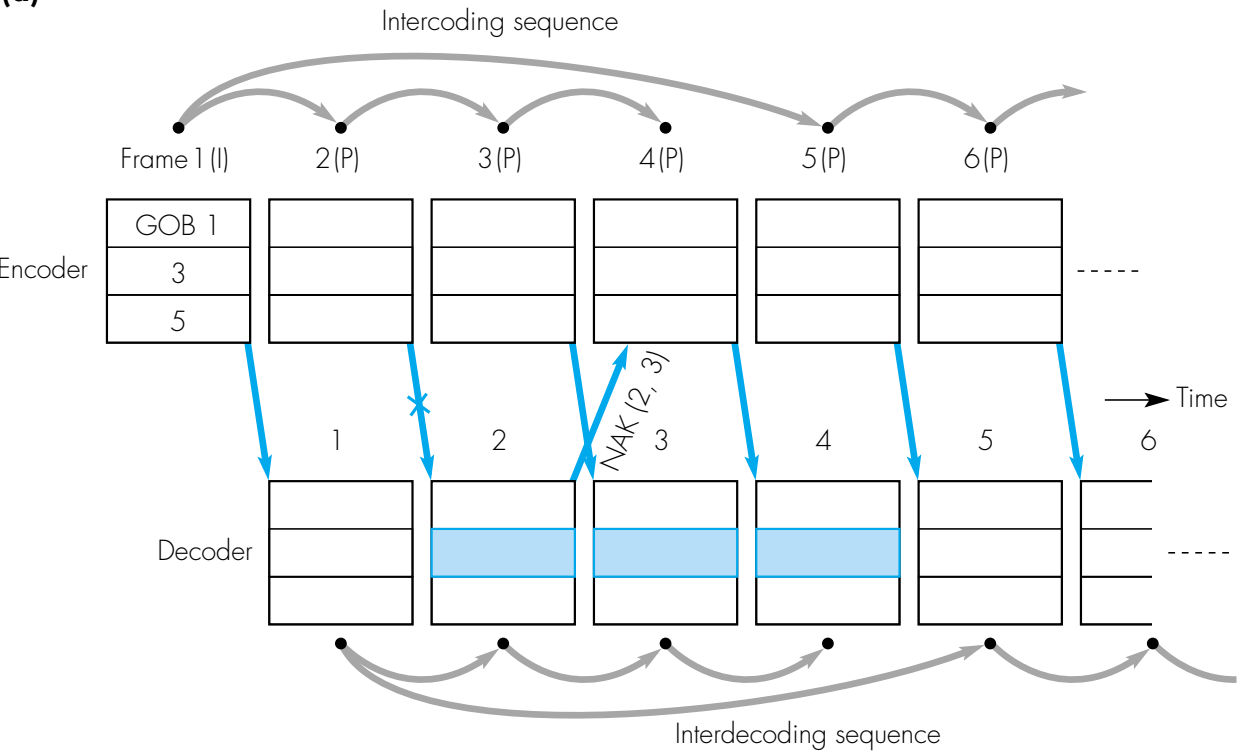 Intercoding sequence
Frame 1 (I) 2 (P) 3 (P) 4 (P) 5 (P) 6 (P)
GOB 1
Encoder 3
5
NAK (2, 3)
Time
1 2 3 4 5 6
Decoder
Interdecoding sequence